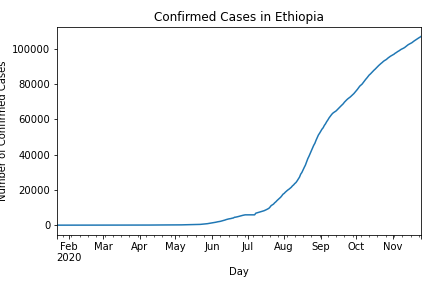 Confirmed Cases in Ethiopia
Number of Confirmed Cases
100000
80000
60000
40000
20000
0
Feb Mar Apr May Jun Jul Aug Sep Oct Nov
2020
Day